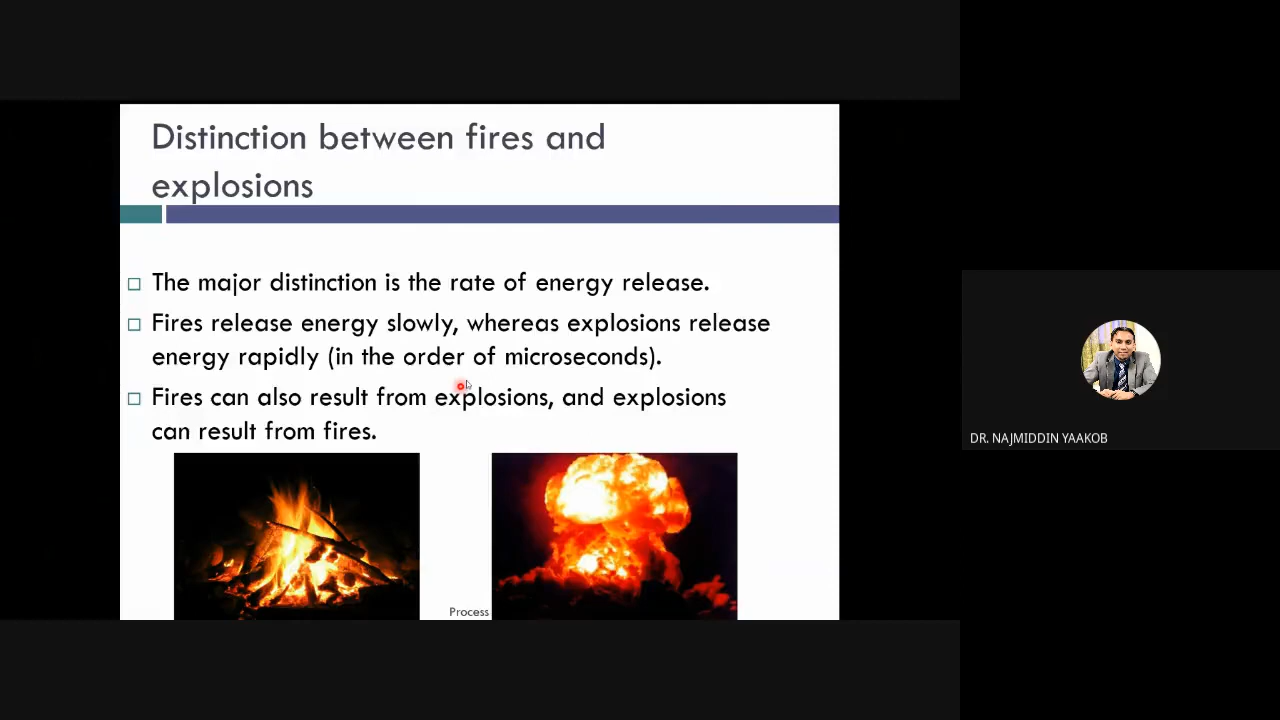 Distinction between fires and
explosions
The major distinction is the rate of energy release.
Fires release energy slowly, whereas explosions release
energy rapidly (in the order of microseconds).
Fires can also result from explosions, and explosions
can result from fires.
Process
DR. NAJMIDDIN YAAKOB